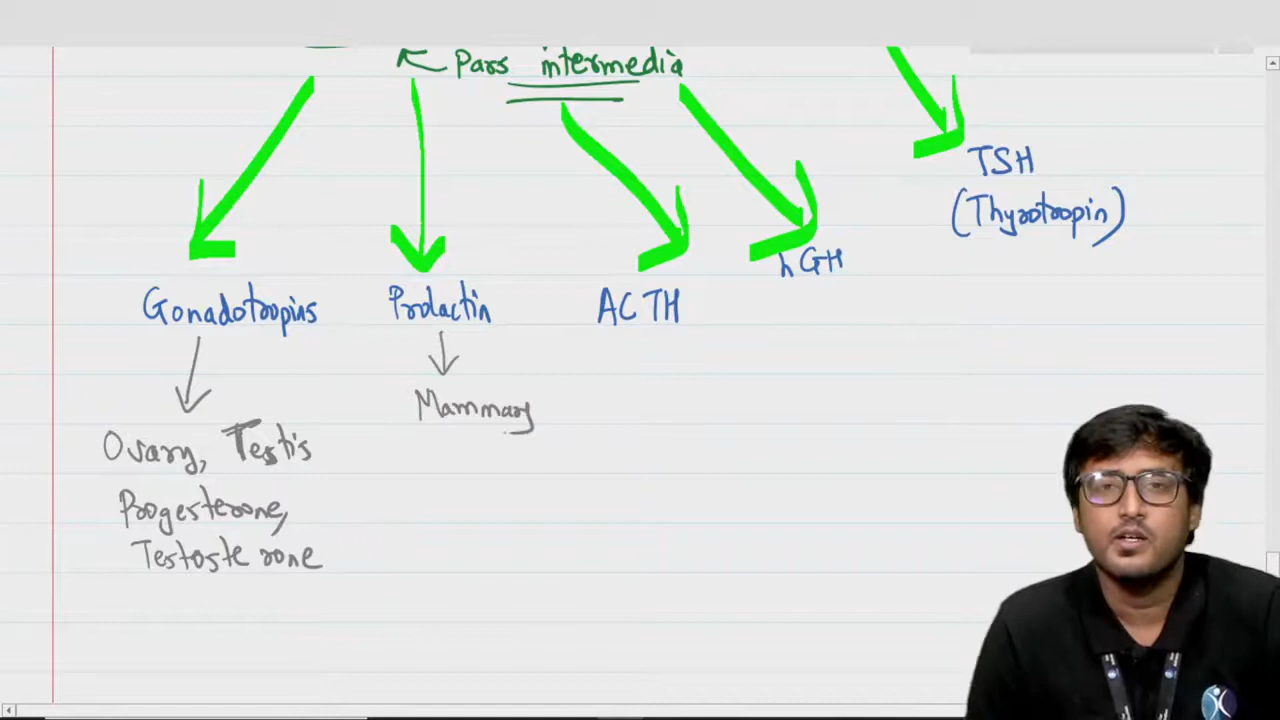 Pars intermedia
TSH
(Thyrotropin)
hGH
Gonadotropins
Prolactin
ACTH
Mammary
Ovary, Testis
Progesterone,
Testosterone